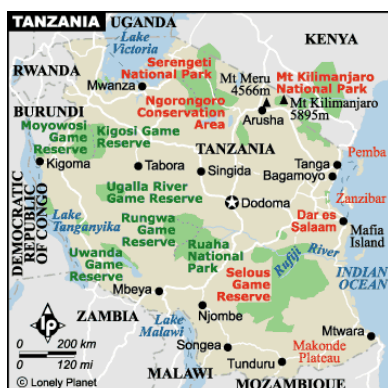 TANZANIA
UGANDA
Lake
Victoria
KENYA
RWANDA
Serengeti
National Park
Mt Meru
4566m
Mt Kilimanjaro
National Park
Mwanza
Ngorongoro
Conservation
Area
Mt Kilimanjaro
5895m
Arusha
BURUNDI
Moyowosi
Game
Reserve
Kigosi Game
Reserve
TANZANIA
Kigoma
Tabora
Singida
Tanga
Pemba
Bagamoyo
Ugalla River
Game Reserve
Dodoma
Zanzibar
DEMOCRATIC
REPUBLIC
OF CONGO
Lake
Tanganyika
Rungwa
Game
Reserve
Dar es
Salaam
Mafia
Island
Uwanda
Game
Reserve
Ruaha
National
Park
Rufiji River
Selous
Game
Reserve
INDIAN
OCEAN
Mbeya
ZAMBIA
Lake
Malawi
Njombe
Mtwara
lp
0 200 km
0 120 mi
Songea
Makonde
Plateau
Tunduru
© Lonely Planet
MALAWI
MOZAMBIQUE